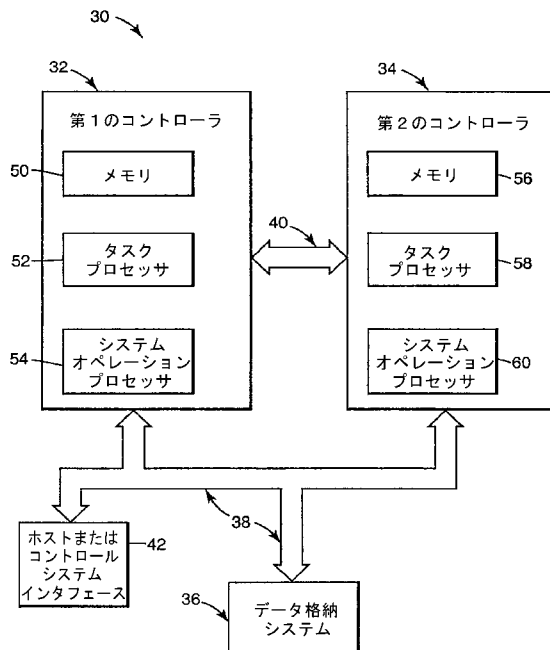 30
32
34
第1のコントローラ
第2のコントローラ
50
メモリ
メモリ
56
40
52
タスク
プロセッサ
タスク
プロセッサ
58
54
システム
オペレーション
プロセッサ
システム
オペレーション
プロセッサ
60
38
ホストまたは
コントロール
システム
インタフェース
42
36
データ格納
システム